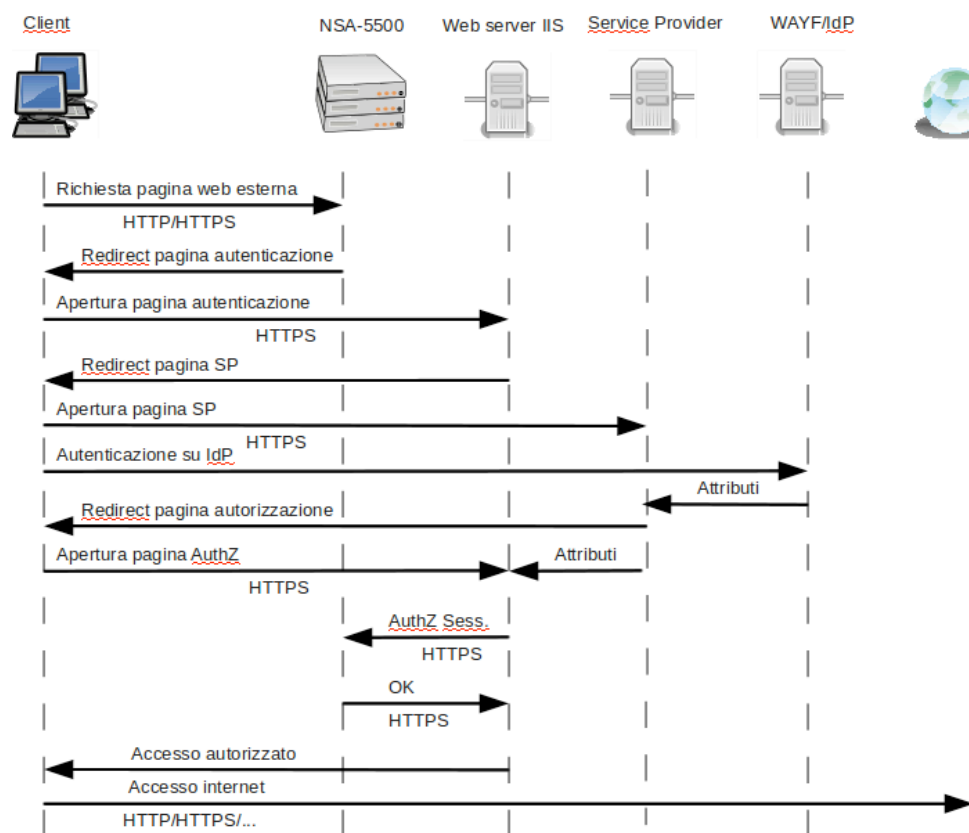 Client
NSA-5500
Web server IIS
Service Provider
WAYF/IdP
Richiesta pagina web esterna
HTTP/HTTPS
Redirect pagina autenticazione
Apertura pagina autenticazione
HTTPS
Redirect pagina SP
Apertura pagina SP
HTTPS
Autenticazione su IdP
Attributi
Redirect pagina autorizzazione
Apertura pagina AuthZ
Attributi
HTTPS
AuthZ Sess.
HTTPS
OK
HTTPS
Accesso autorizzato
Accesso internet
HTTP/HTTPS/...